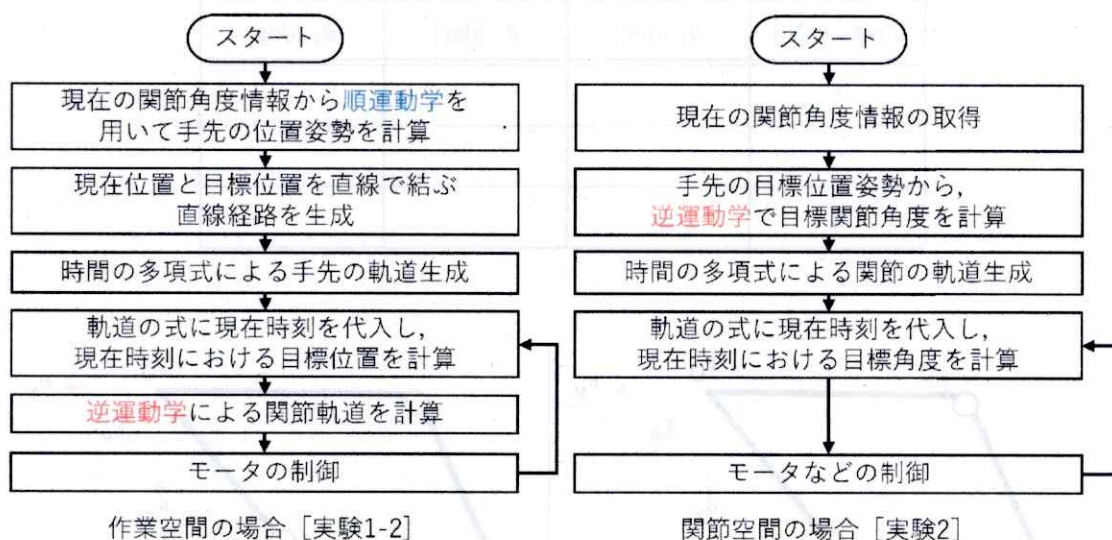 スタート
現在の関節角度情報から順運動学を
用いて手先の位置姿勢を計算
現在位置と目標位置を直線で結ぶ
直線経路を生成
時間の多項式による手先の軌道生成
軌道の式に現在時刻を代入し,
現在時刻における目標位置を計算
逆運動学による関節軌道を計算
モータの制御
作業空間の場合［実験1-2］
スタート
現在の関節角度情報の取得
手先の目標位置姿勢から,
逆運動学で目標関節角度を計算
時間の多項式による関節の軌道生成
軌道の式に現在時刻を代入し,
現在時刻における目標角度を計算
モータなどの制御
関節空間の場合［実験2］